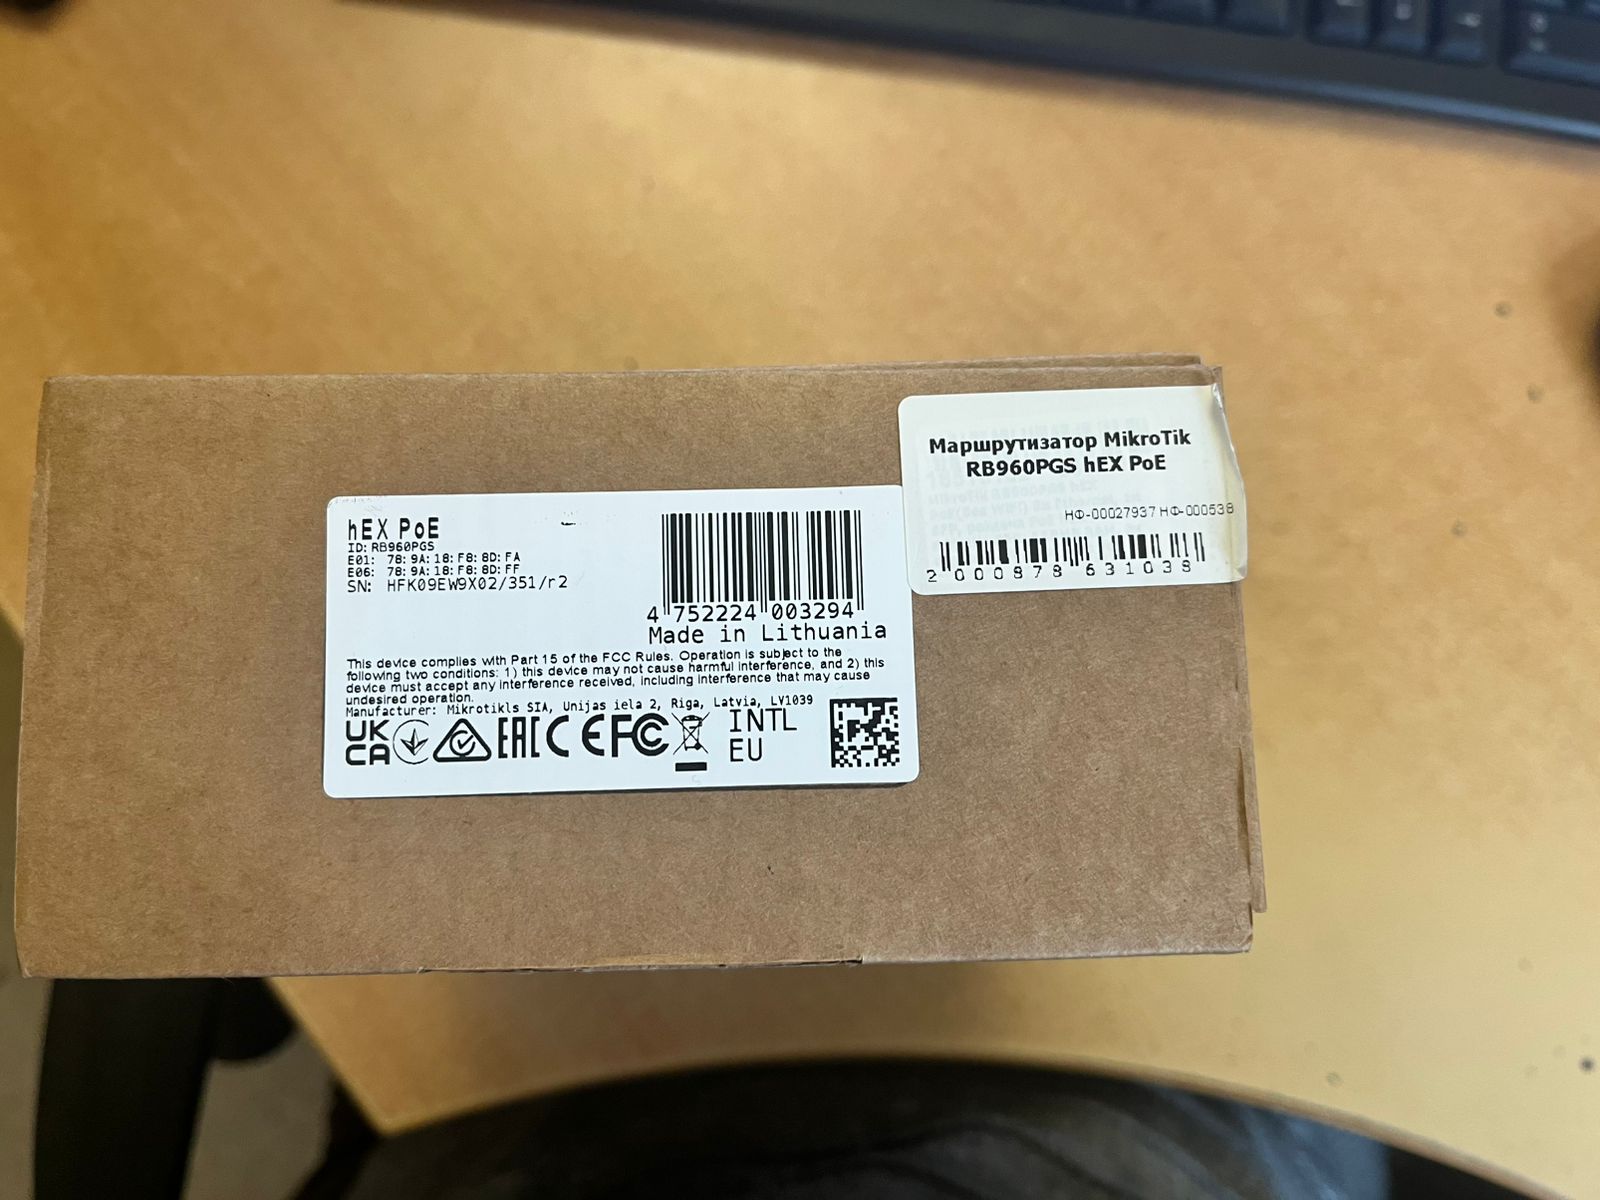 hEX PoE
ID: RB960PGS
E01: 78:9A:18:F8:8D:FA
E06: 78:9A:18:F8:8D:FF
SN: HFK09EW9X02/351/r2
4 752224 003294
Made in Lithuania
This device complies with Part 15 of the FCC Rules. Operation is subject to the
following two conditions: 1) this device may not cause harmful interference, and 2) this
device must accept any interference received, including interference that may cause
undesired operation.
Manufacturer: Mikrotikls SIA, Unijas iela 2, Riga, Latvia, LV1039
UK
CA
EAC CE FC
INTL
EU
Маршрутизатор MikroTik
RB960PGS hEX PoE
НФ-00027937 НФ-000538
2 000878 631038